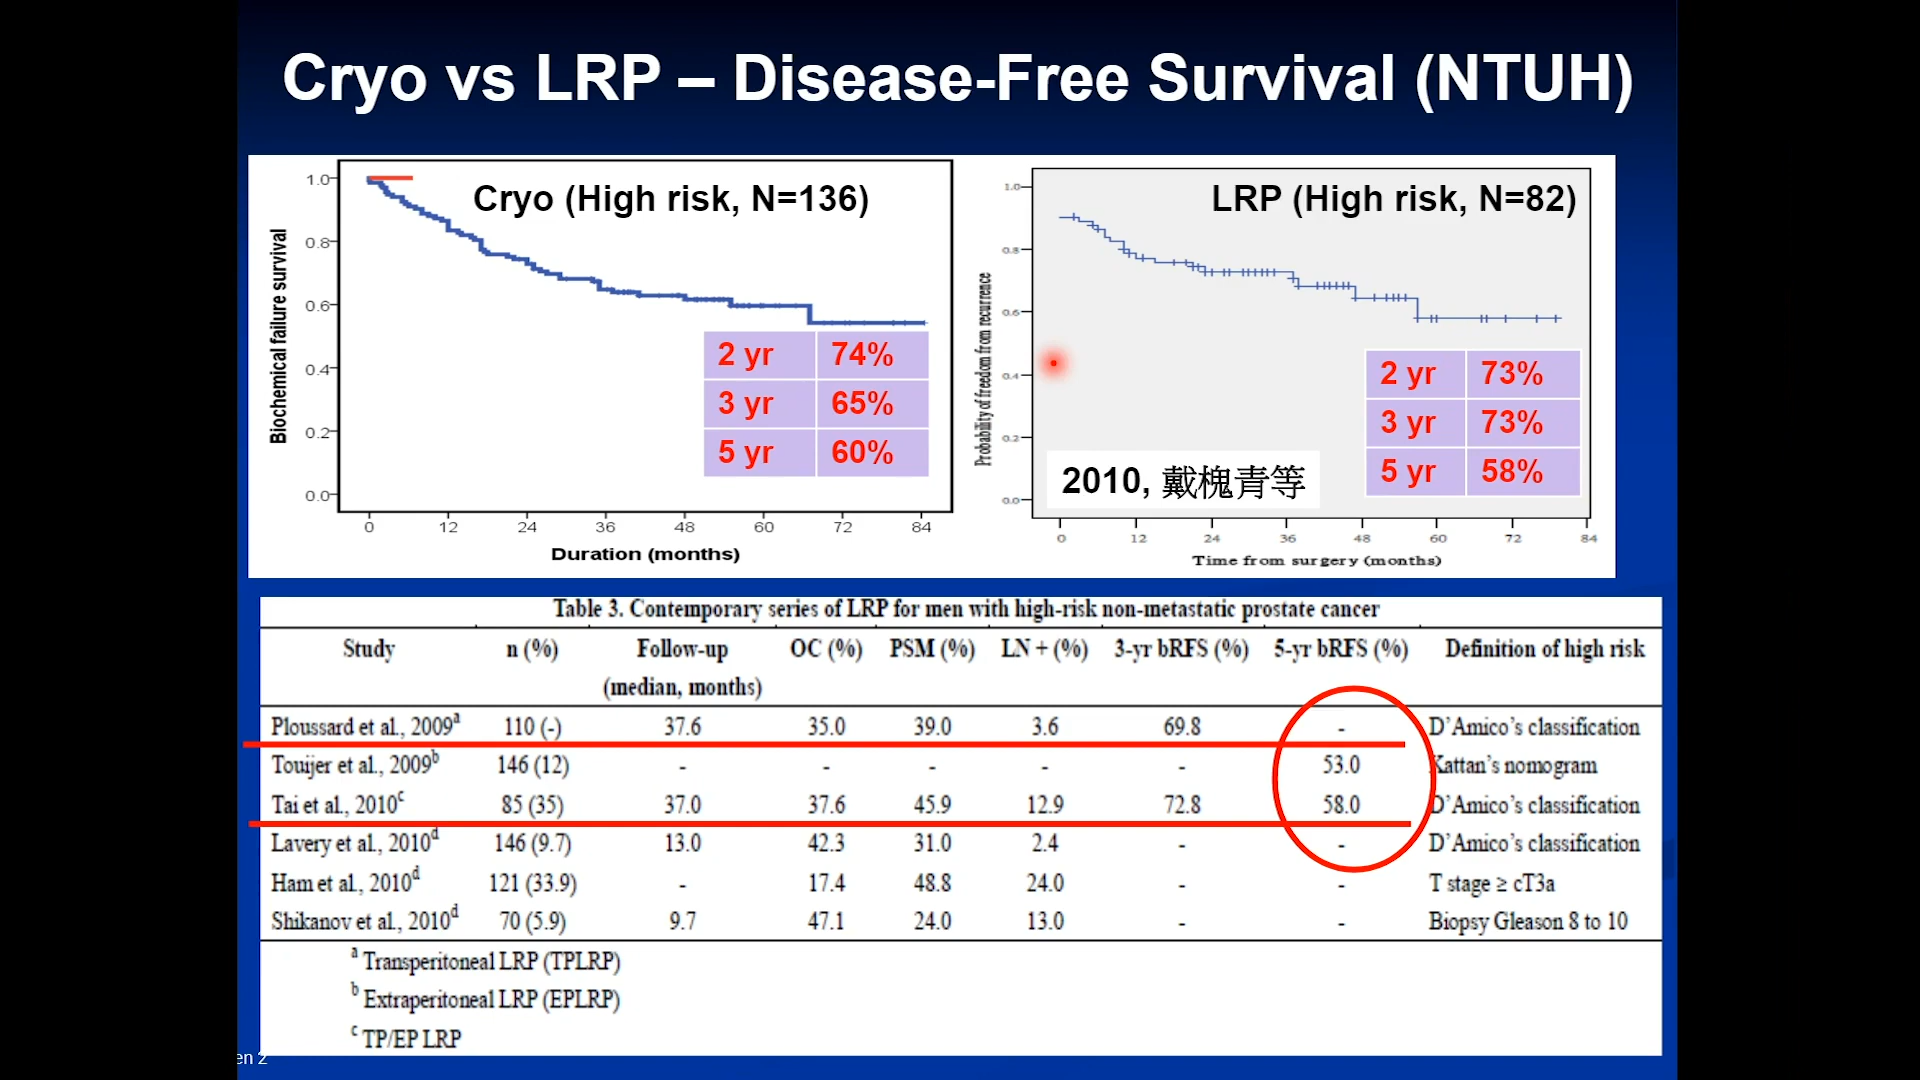 Cryo vs LRP – Disease-Free Survival (NTUH)
Cryo (High risk, N=136)
Biochemical failure survival
1.0
0.8
0.6
0.4
0.2
0.0
0 12 24 36 48 60 72 84
Duration (months)
2 yr 74%
3 yr 65%
5 yr 60%
LRP (High risk, N=82)
Probability of freedom from recurrence
1.0
0.8
0.6
0.4
0.2
0.0
0 12 24 36 48 60 72 84
Time from surgery (months)
2 yr 73%
3 yr 73%
5 yr 58%
2010, 戴槐青等
Table 3. Contemporary series of LRP for men with high-risk non-metastatic prostate cancer
Study n (%) Follow-up OC (%) PSM (%) LN + (%) 3-yr bRFS (%) 5-yr bRFS (%) Definition of high risk
(median, months)
Ploussard et al., 2009a 110 (-) 37.6 35.0 39.0 3.6 69.8 - D’Amico’s classification
Touijer et al., 2009b 146 (12) - - - - - 53.0 Kattan’s nomogram
Tai et al., 2010c 85 (35) 37.0 37.6 45.9 12.9 72.8 58.0 D’Amico’s classification
Lavery et al., 2010d 146 (9.7) 13.0 42.3 31.0 2.4 - - D’Amico’s classification
Ham et al., 2010d 121 (33.9) - 17.4 48.8 24.0 - - T stage ≥ cT3a
Shikanov et al., 2010d 70 (5.9) 9.7 47.1 24.0 13.0 - - Biopsy Gleason 8 to 10
a Transperitoneal LRP (TPLRP)
b Extraperitoneal LRP (EPLRP)
c TP/EP LRP
en 2